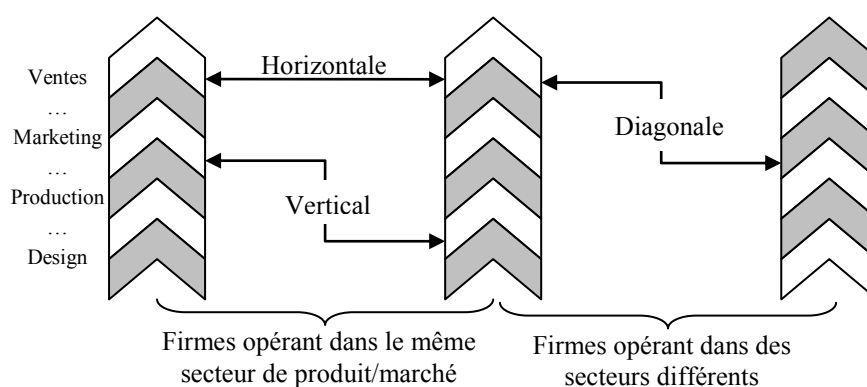 Ventes
…
Marketing
…
Production
…
Design
Horizontale
Vertical
Diagonale
Firmes opérant dans le même
secteur de produit/marché
Firmes opérant dans des
secteurs différents